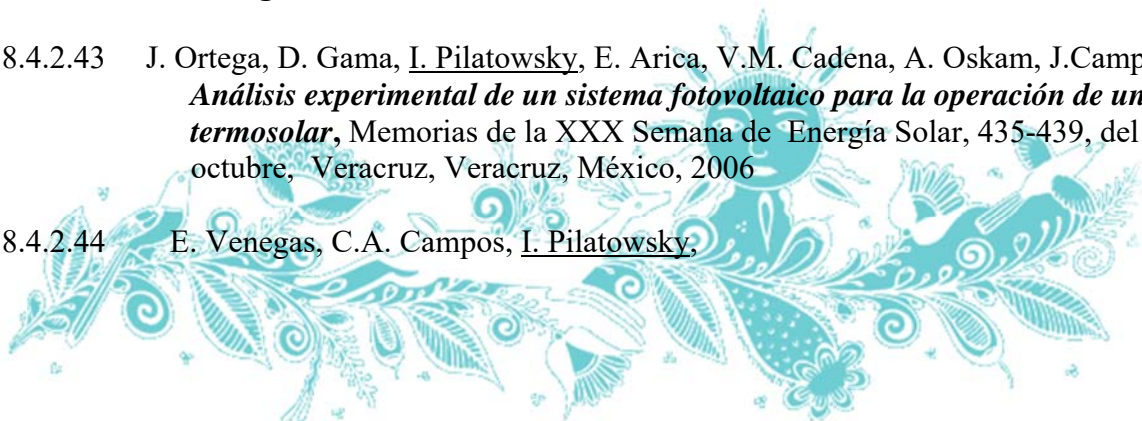 8.4.2.43 J. Ortega, D. Gama, I. Pilatowsky, E. Arica, V.M. Cadena, A. Oskam, J.Camp
Análisis experimental de un sistema fotovoltaico para la operación de un
termosolar, Memorias de la XXX Semana de Energía Solar, 435-439, del
octubre, Veracruz, Veracruz, México, 2006
8.4.2.44 E. Venegas, C.A. Campos, I. Pilatowsky,